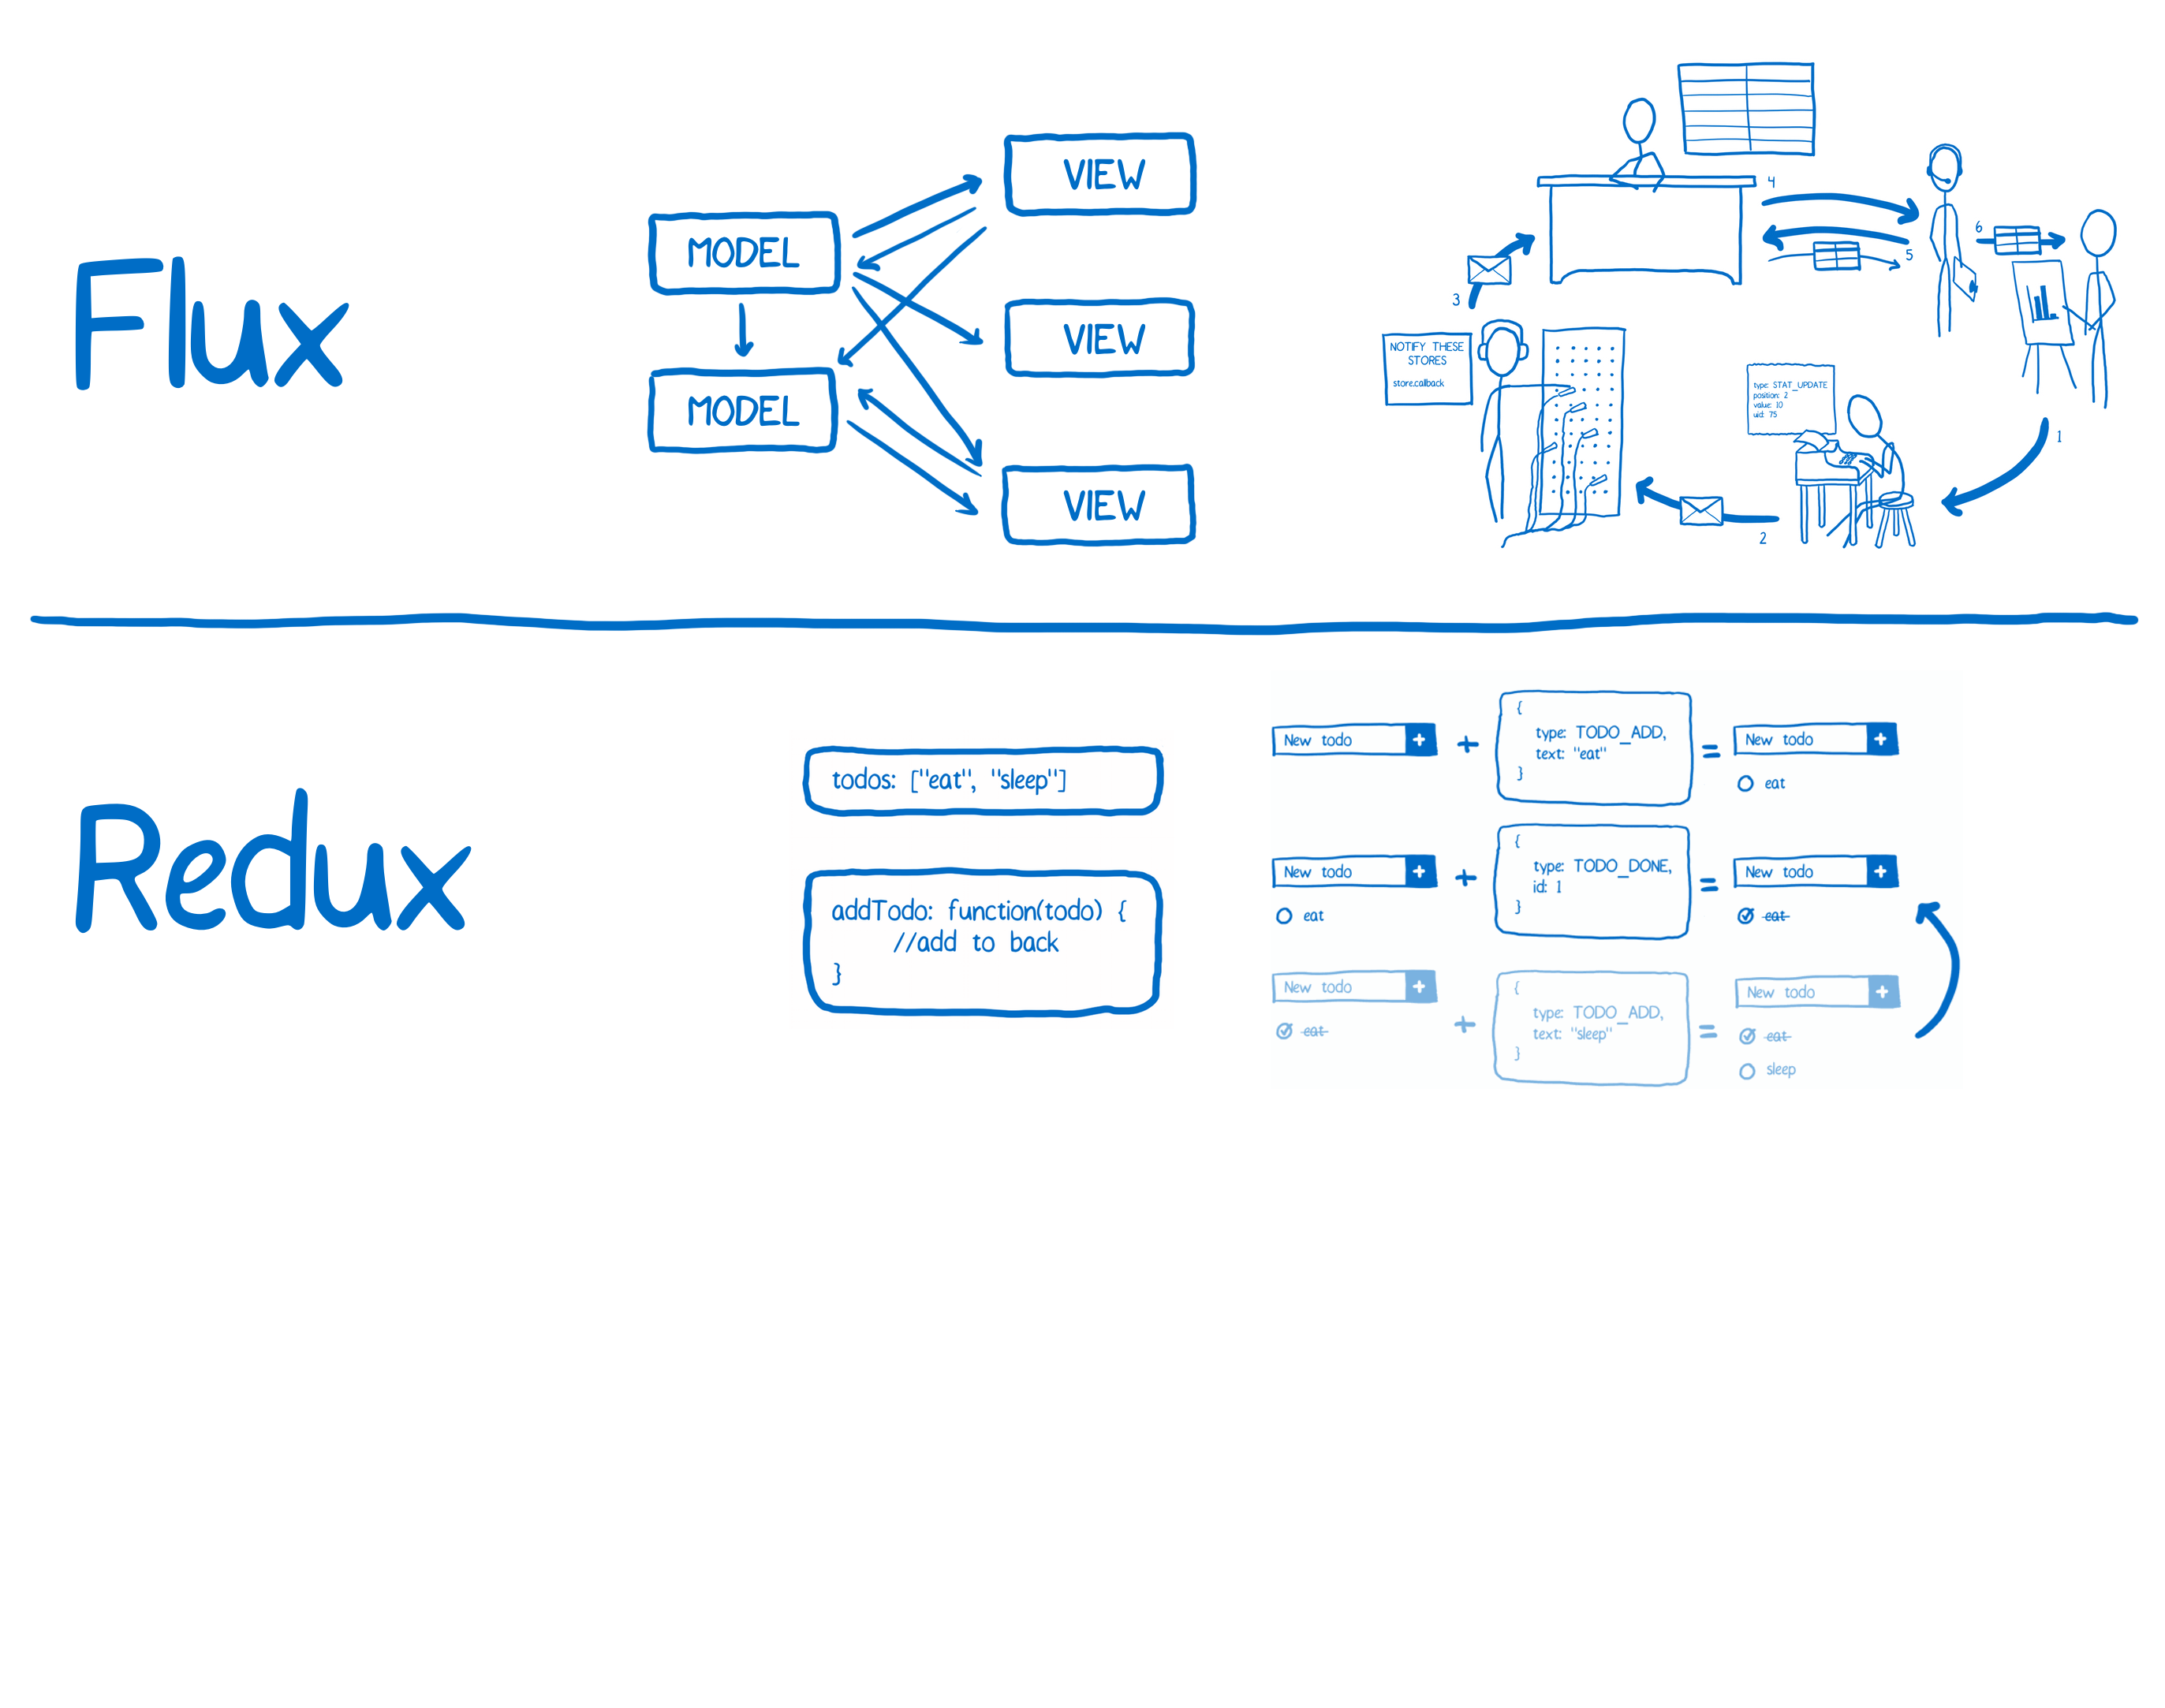 Flux
MODEL
MODEL
VIEW
VIEW
VIEW
4
5
6
3
NOTIFY THESE
STORES
store.callback
type: STAT_UPDATE
position: 2
value: 10
uid: 75
1
2
Redux
todos: ["eat", "sleep"]
addTodo: function(todo) {
//add to back
}
New todo +
+
{
type: TODO_ADD,
text: "eat"
}
=
New todo +
eat
New todo +
eat
+
{
type: TODO_DONE,
id: 1
}
=
New todo +
eat
New todo +
eat
+
{
type: TODO_ADD,
text: "sleep"
}
=
New todo +
eat
sleep